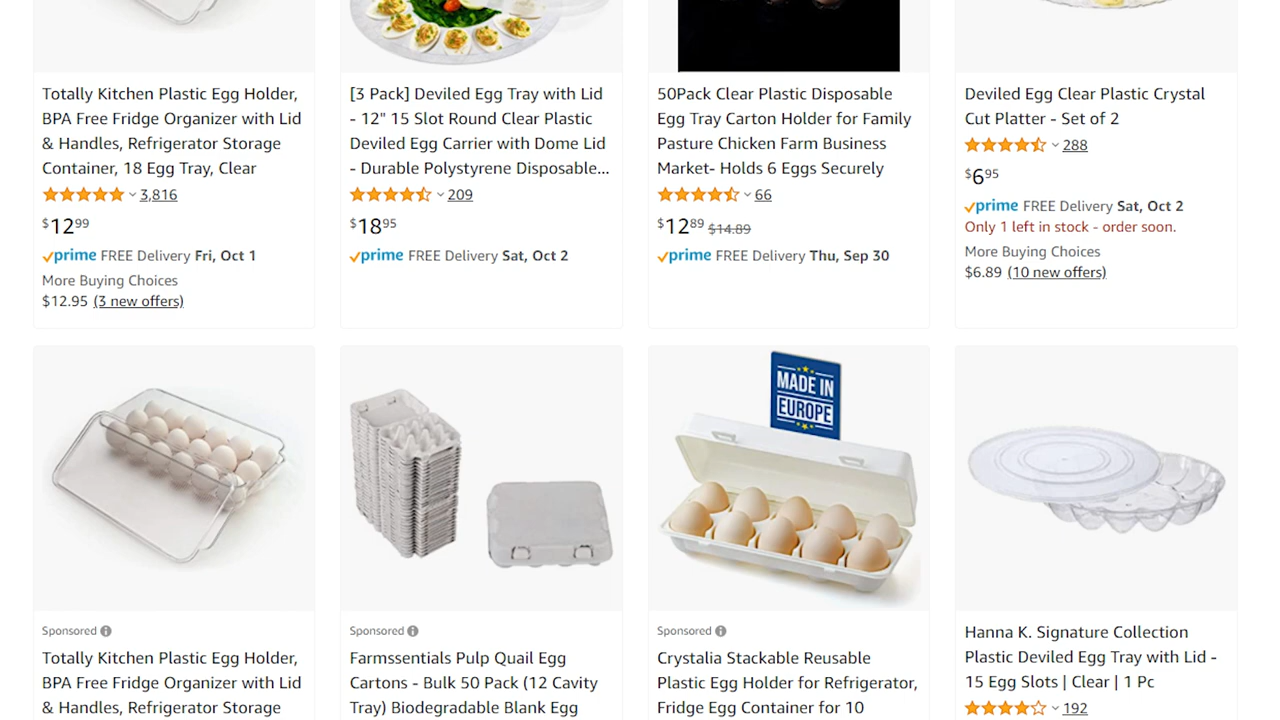 Totally Kitchen Plastic Egg Holder,
BPA Free Fridge Organizer with Lid
& Handles, Refrigerator Storage
Container, 18 Egg Tray, Clear
3,816
$12.99
prime FREE Delivery Fri, Oct 1
More Buying Choices
$12.95 (3 new offers)
[3 Pack] Deviled Egg Tray with Lid
- 12" 15 Slot Round Clear Plastic
Deviled Egg Carrier with Dome Lid
- Durable Polystyrene Disposable...
209
$18.95
prime FREE Delivery Sat, Oct 2
50Pack Clear Plastic Disposable
Egg Tray Carton Holder for Family
Pasture Chicken Farm Business
Market- Holds 6 Eggs Securely
66
$12.89 $14.89
prime FREE Delivery Thu, Sep 30
Deviled Egg Clear Plastic Crystal
Cut Platter - Set of 2
288
$6.95
prime FREE Delivery Sat, Oct 2
Only 1 left in stock - order soon.
More Buying Choices
$6.89 (10 new offers)
Sponsored
Totally Kitchen Plastic Egg Holder,
BPA Free Fridge Organizer with Lid
& Handles, Refrigerator Storage
Sponsored
Farmssentials Pulp Quail Egg
Cartons - Bulk 50 Pack (12 Cavity
Tray) Biodegradable Blank Egg
MADE IN
EUROPE
Sponsored
Crystalia Stackable Reusable
Plastic Egg Holder for Refrigerator,
Fridge Egg Container for 10
Hanna K. Signature Collection
Plastic Deviled Egg Tray with Lid -
15 Egg Slots | Clear | 1 Pc
192